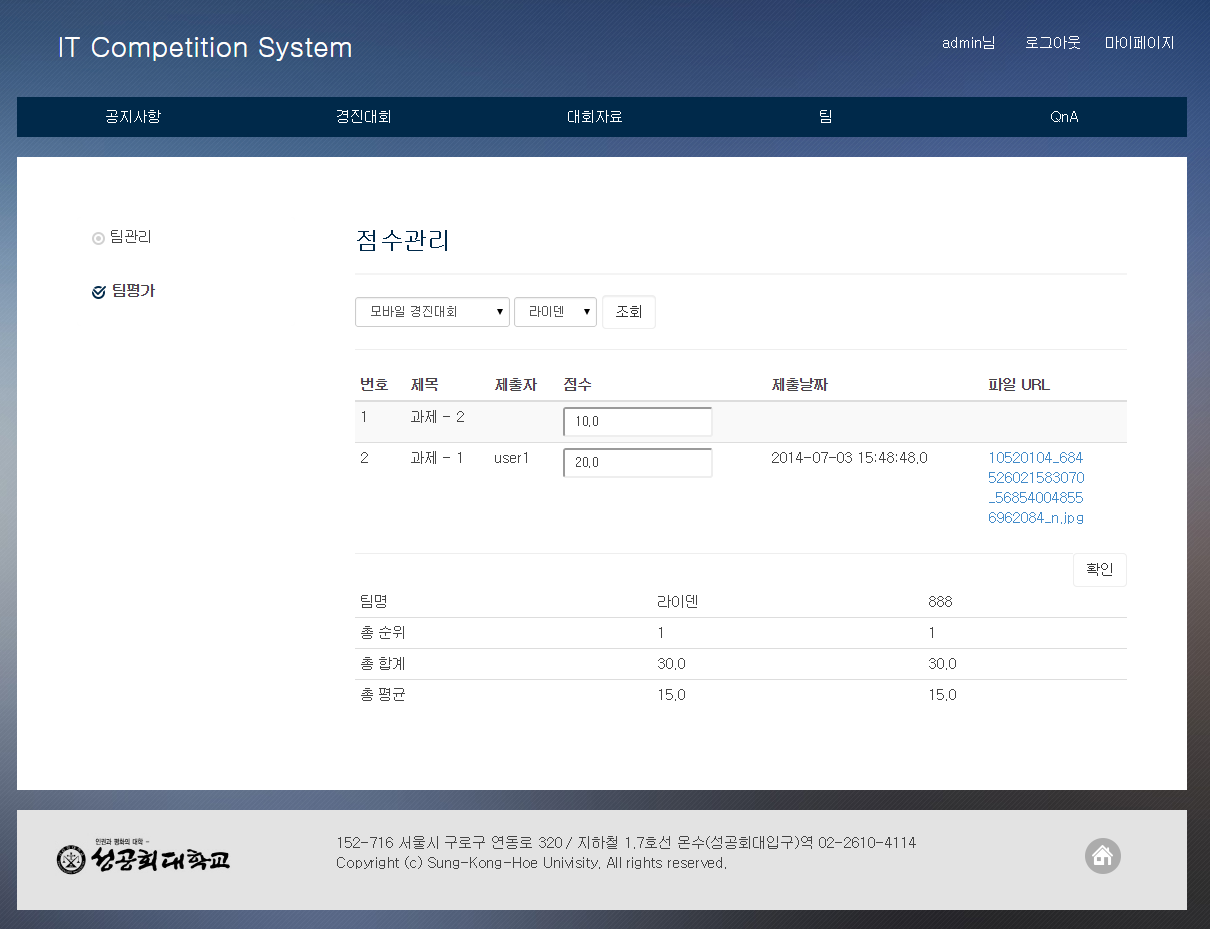 IT Competition System
admin님 로그아웃 마이페이지
공지사항 경진대회 대회자료 팀 QnA
팀관리
팀평가
점수관리
모바일 경진대회 라이덴 조회
번호 제목 제출자 점수 제출날짜 파일 URL
1 과제 - 2 10.0
2 과제 - 1 user1 20.0 2014-07-03 15:48:48.0 10520104_684
526021583070
_56854004855
6962084_n.jpg
확인
팀명 라이덴 888
총 순위 1 1
총 합계 30.0 30.0
총 평균 15.0 15.0
인권과 평화의 대학 -
성공회대학교
152-716 서울시 구로구 연동로 320 / 지하철 1.7호선 온수(성공회대입구)역 02-2610-4114
Copyright (c) Sung-Kong-Hoe Univisity. All rights reserved.